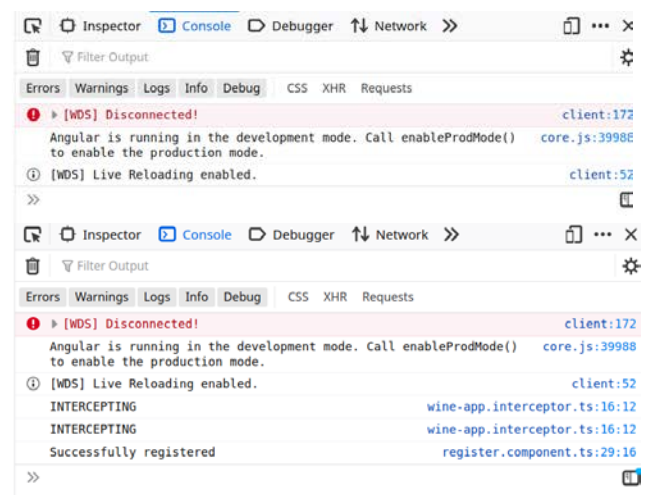 Inspector Console Debugger Network
Filter Output
Errors Warnings Logs Info Debug CSS XHR Requests
[WDS] Disconnected! client:172
Angular is running in the development mode. Call enableProdMode() core.js:39988
to enable the production mode.
[WDS] Live Reloading enabled. client:52
Inspector Console Debugger Network
Filter Output
Errors Warnings Logs Info Debug CSS XHR Requests
[WDS] Disconnected! client:172
Angular is running in the development mode. Call enableProdMode() core.js:39988
to enable the production mode.
[WDS] Live Reloading enabled. client:52
INTERCEPTING wine-app.interceptor.ts:16:12
INTERCEPTING wine-app.interceptor.ts:16:12
Successfully registered register.component.ts:29:16